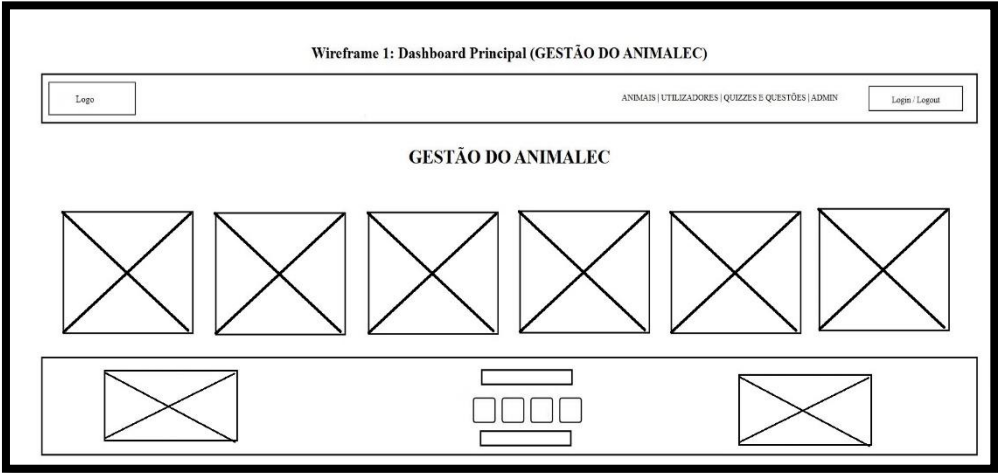 Wireframe 1: Dashboard Principal (GESTÃO DO ANIMALEC)
Logo
ANIMAIS | UTILIZADORES | QUIZZES E QUESTÕES | ADMIN
Login / Logout
GESTÃO DO ANIMALEC